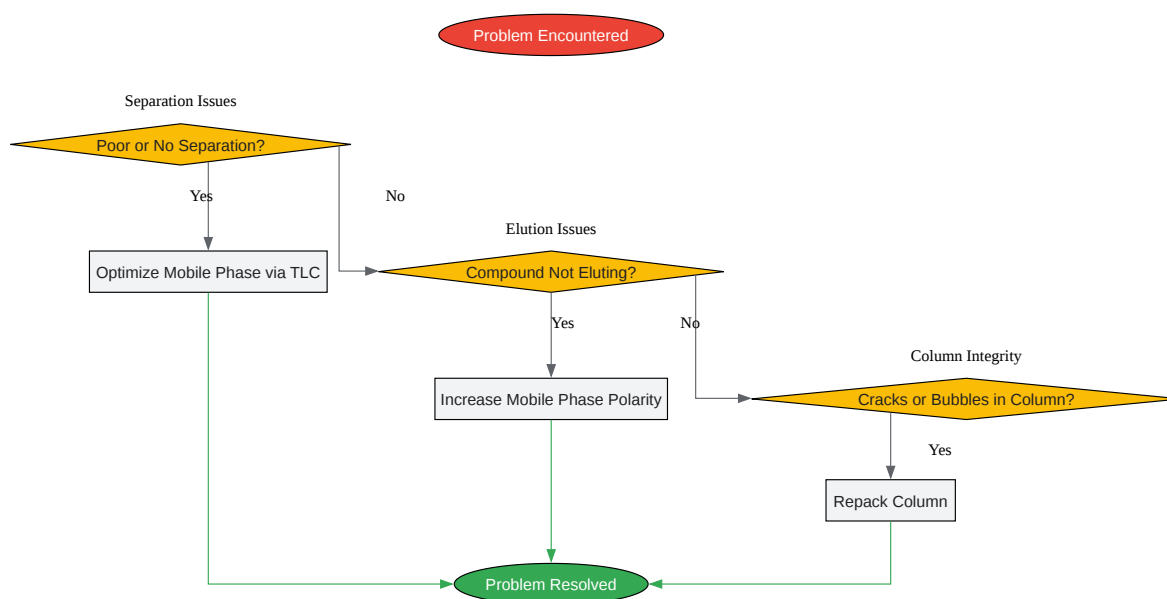 Problem Encountered
Separation Issues
Poor or No Separation?
Yes
No
Elution Issues
Optimize Mobile Phase via TLC
Compound Not Eluting?
Yes
No
Column Integrity
Increase Mobile Phase Polarity
Cracks or Bubbles in Column?
Yes
Repack Column
Problem Resolved